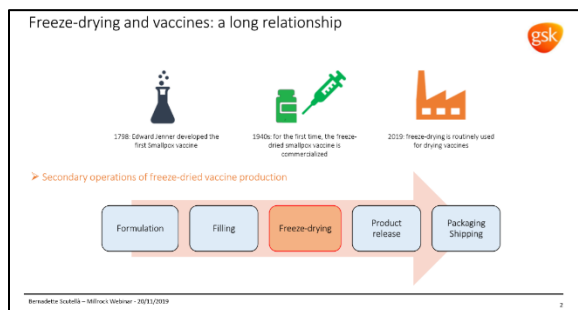 Freeze-drying and vaccines: a long relationship
gsk
1798: Edward Jenner developed the
first Smallpox vaccine
1940s: for the first time, the freeze-
dried smallpox vaccine is
commercialized
2019: freeze-drying is routinely used
for drying vaccines
➤ Secondary operations of freeze-dried vaccine production
Formulation
Filling
Freeze-drying
Product
release
Packaging
Shipping
Bernadette Scutellà – Millrock Webinar - 20/11/2019
2